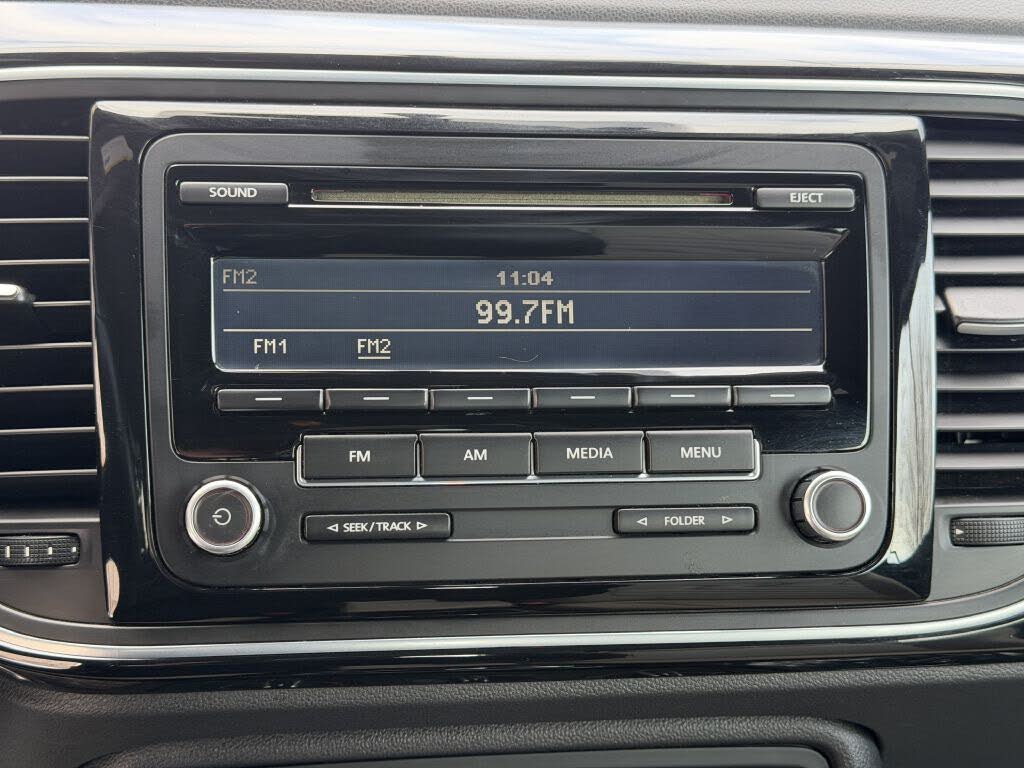 SOUND
EJECT
FM2
11:04
99.7FM
FM1 FM2
FM AM MEDIA MENU
◁ SEEK/TRACK ▷
◁ FOLDER ▷